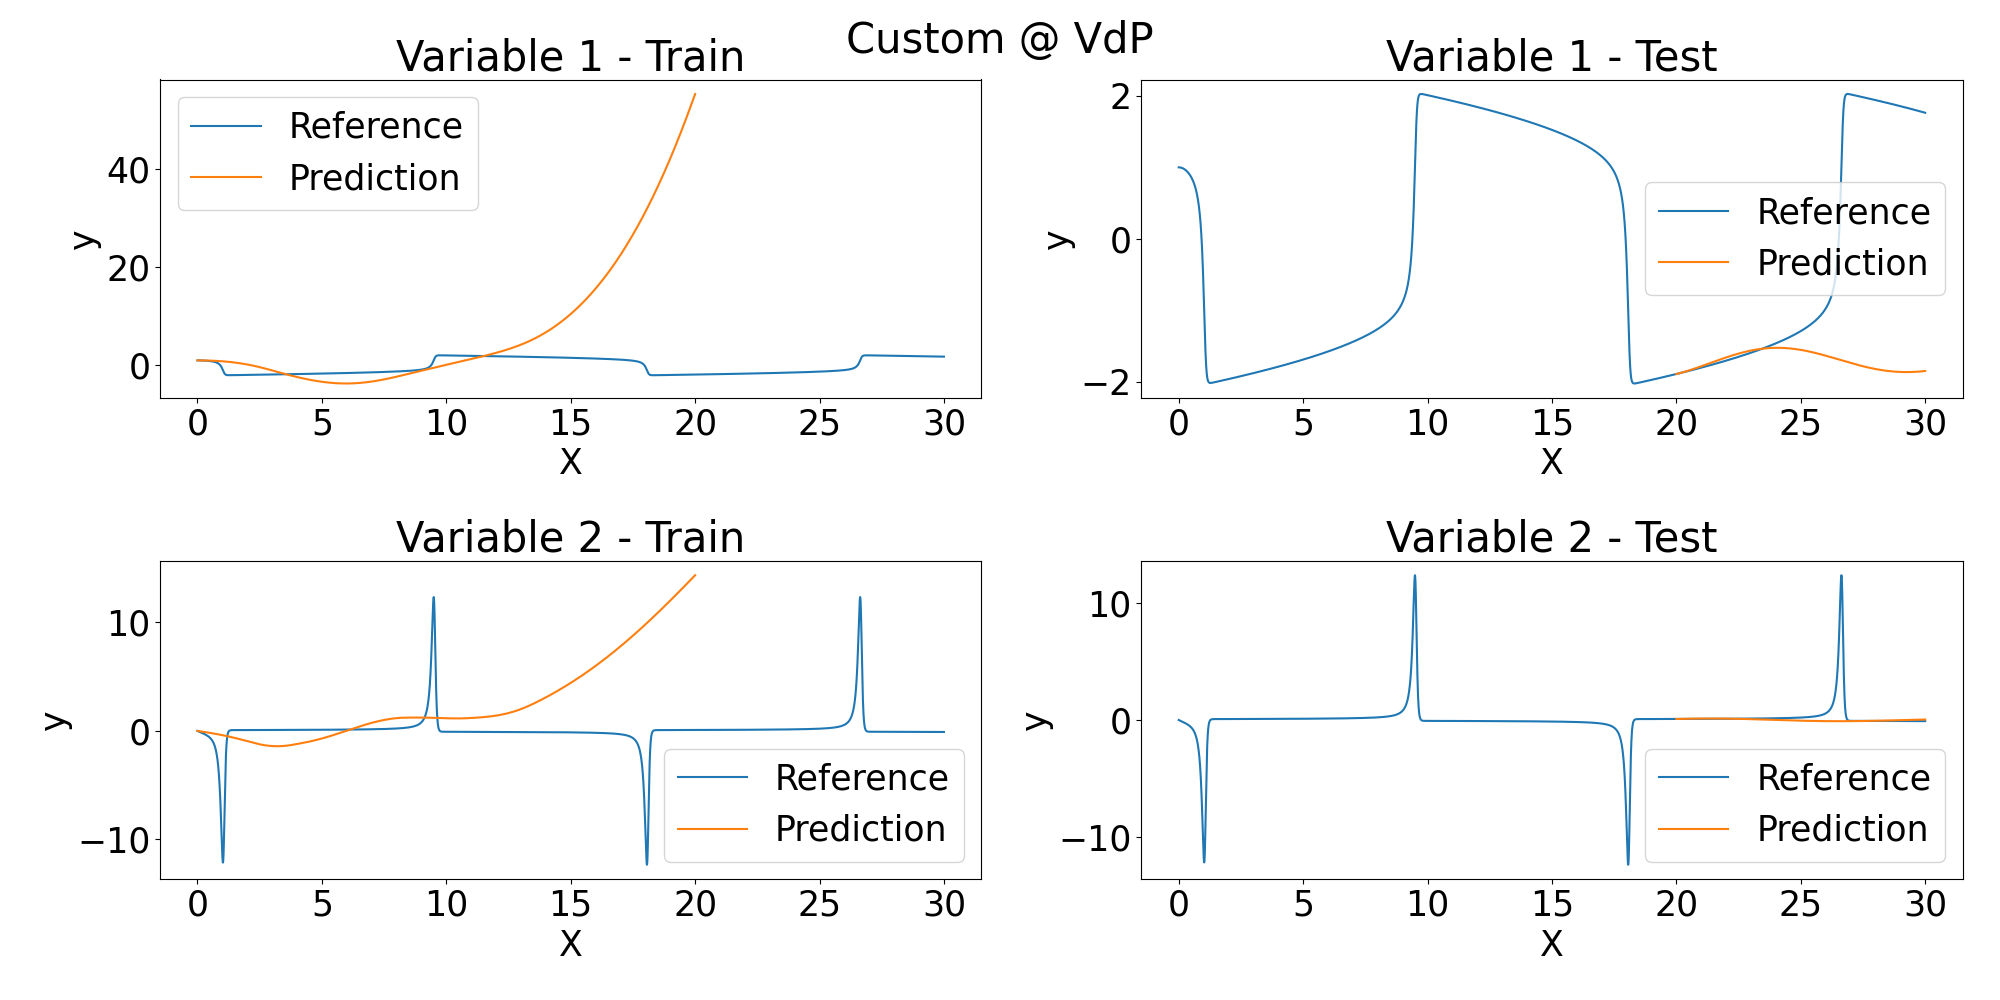 Custom @ VdP
Variable 1 - Train
Reference
Prediction
y
40
20
0
0 5 10 15 20 25 30
X
Variable 1 - Test
Reference
Prediction
y
2
0
−2
0 5 10 15 20 25 30
X
Variable 2 - Train
Reference
Prediction
y
10
0
−10
0 5 10 15 20 25 30
X
Variable 2 - Test
Reference
Prediction
y
10
0
−10
0 5 10 15 20 25 30
X